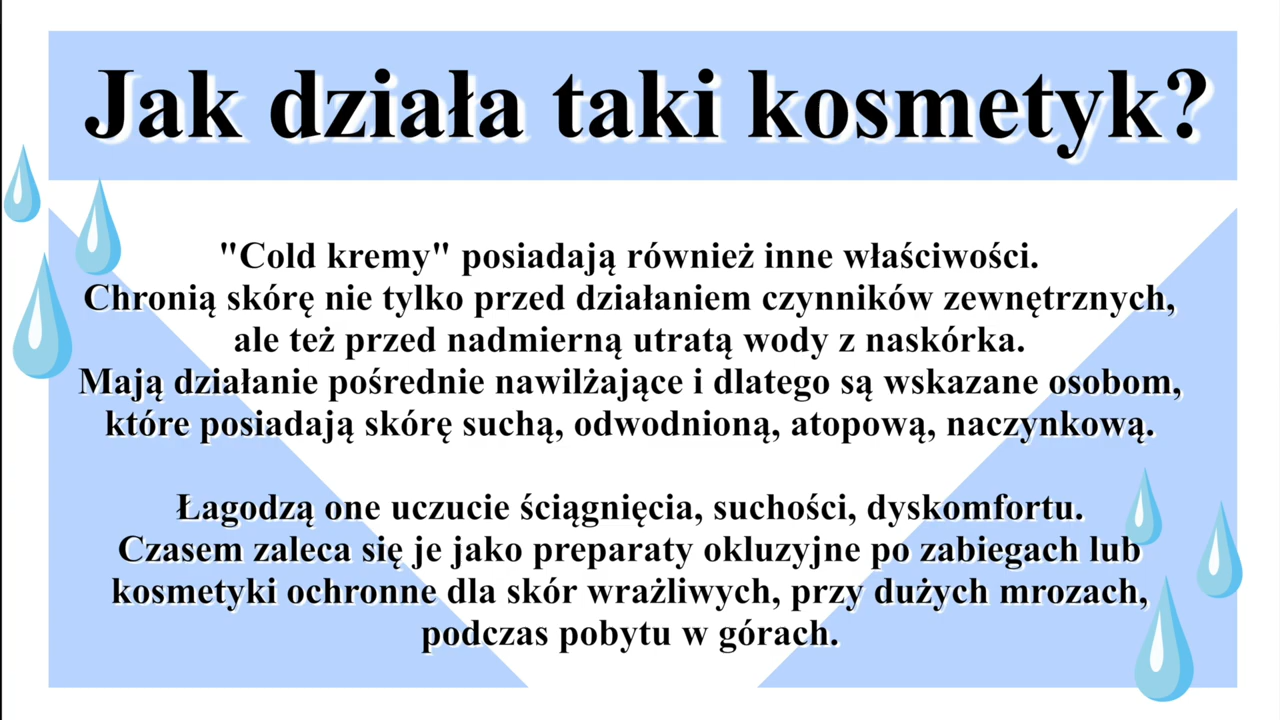 Jak działa taki kosmetyk?
"Cold kremy" posiadają również inne właściwości.
Chronią skórę nie tylko przed działaniem czynników zewnętrznych,
ale też przed nadmierną utratą wody z naskórka.
Mają działanie pośrednie nawilżające i dlatego są wskazane osobom,
które posiadają skórę suchą, odwodnioną, atopową, naczynkową.
Łagodzą one uczucie ściągnięcia, suchości, dyskomfortu.
Czasem zaleca się je jako preparaty okluzyjne po zabiegach lub
kosmetyki ochronne dla skór wrażliwych, przy dużych mrozach,
podczas pobytu w górach.